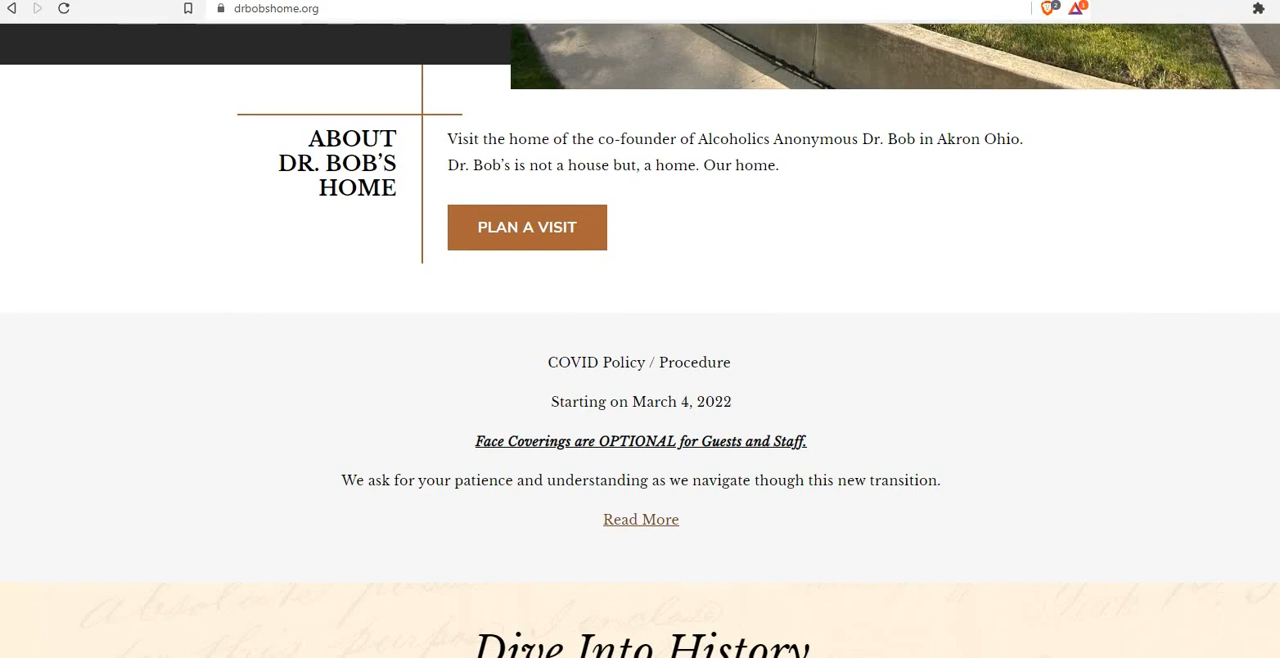 drbobshome.org
2
1
ABOUT
DR. BOB'S
HOME
Visit the home of the co-founder of Alcoholics Anonymous Dr. Bob in Akron Ohio.
Dr. Bob's is not a house but, a home. Our home.
PLAN A VISIT
COVID Policy / Procedure
Starting on March 4, 2022
Face Coverings are OPTIONAL for Guests and Staff.
We ask for your patience and understanding as we navigate though this new transition.
Read More
Dive Into History